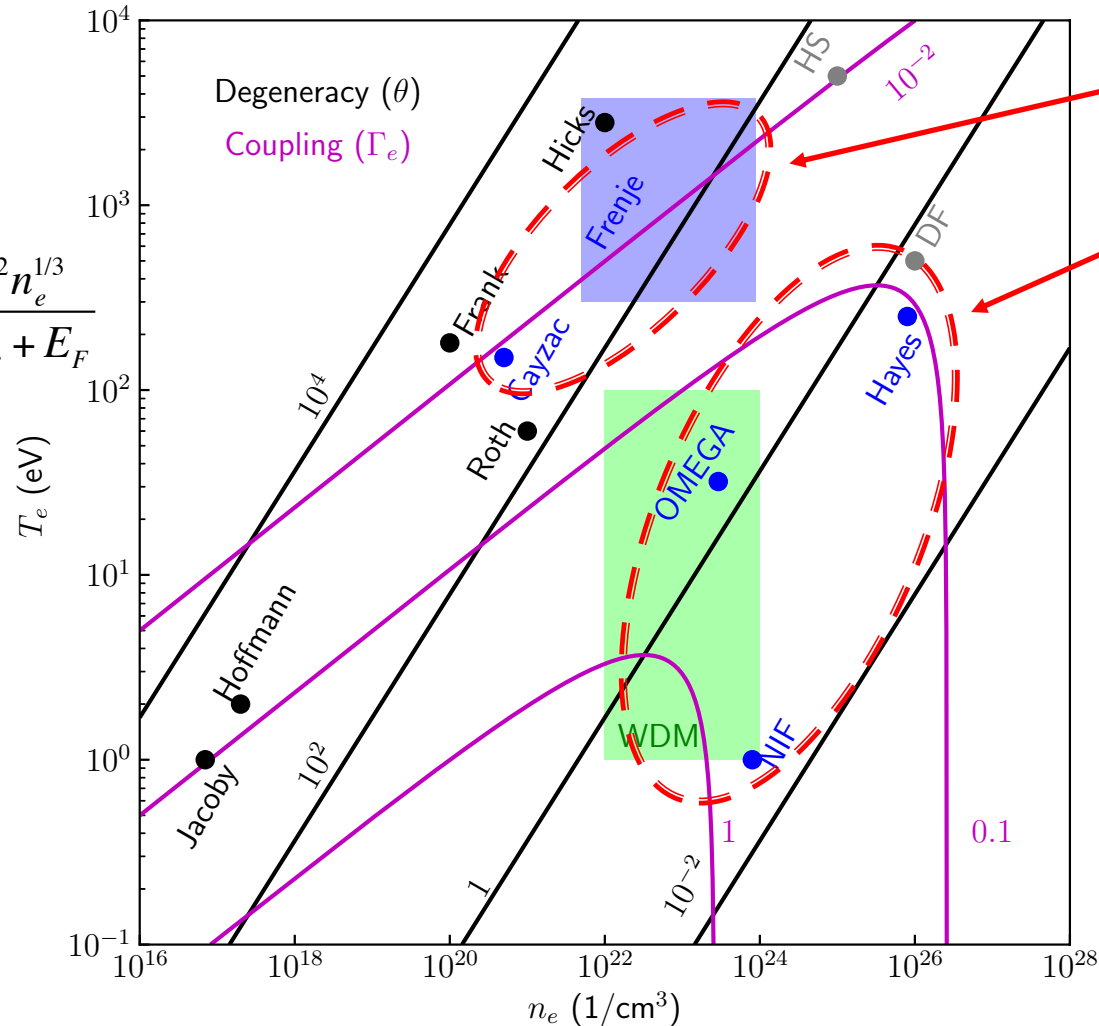 10^4
10^3
10^2
10^1
10^0
10^{-1}
T_e (eV)
10^16
10^18
10^20
10^22
10^24
10^26
10^28
n_e (1/cm^3)
Degeneracy (θ)
Coupling (Γ_e)
^2 n_e^{1/3}
+ E_F
HS
10^{-2}
Hicks
Frenje
DF
Frank
Cayzac
Hayes
10^4
Roth
OMEGA
Hoffmann
WDM
NIF
10^2
Jacoby
1
0.1
1
10^{-2}